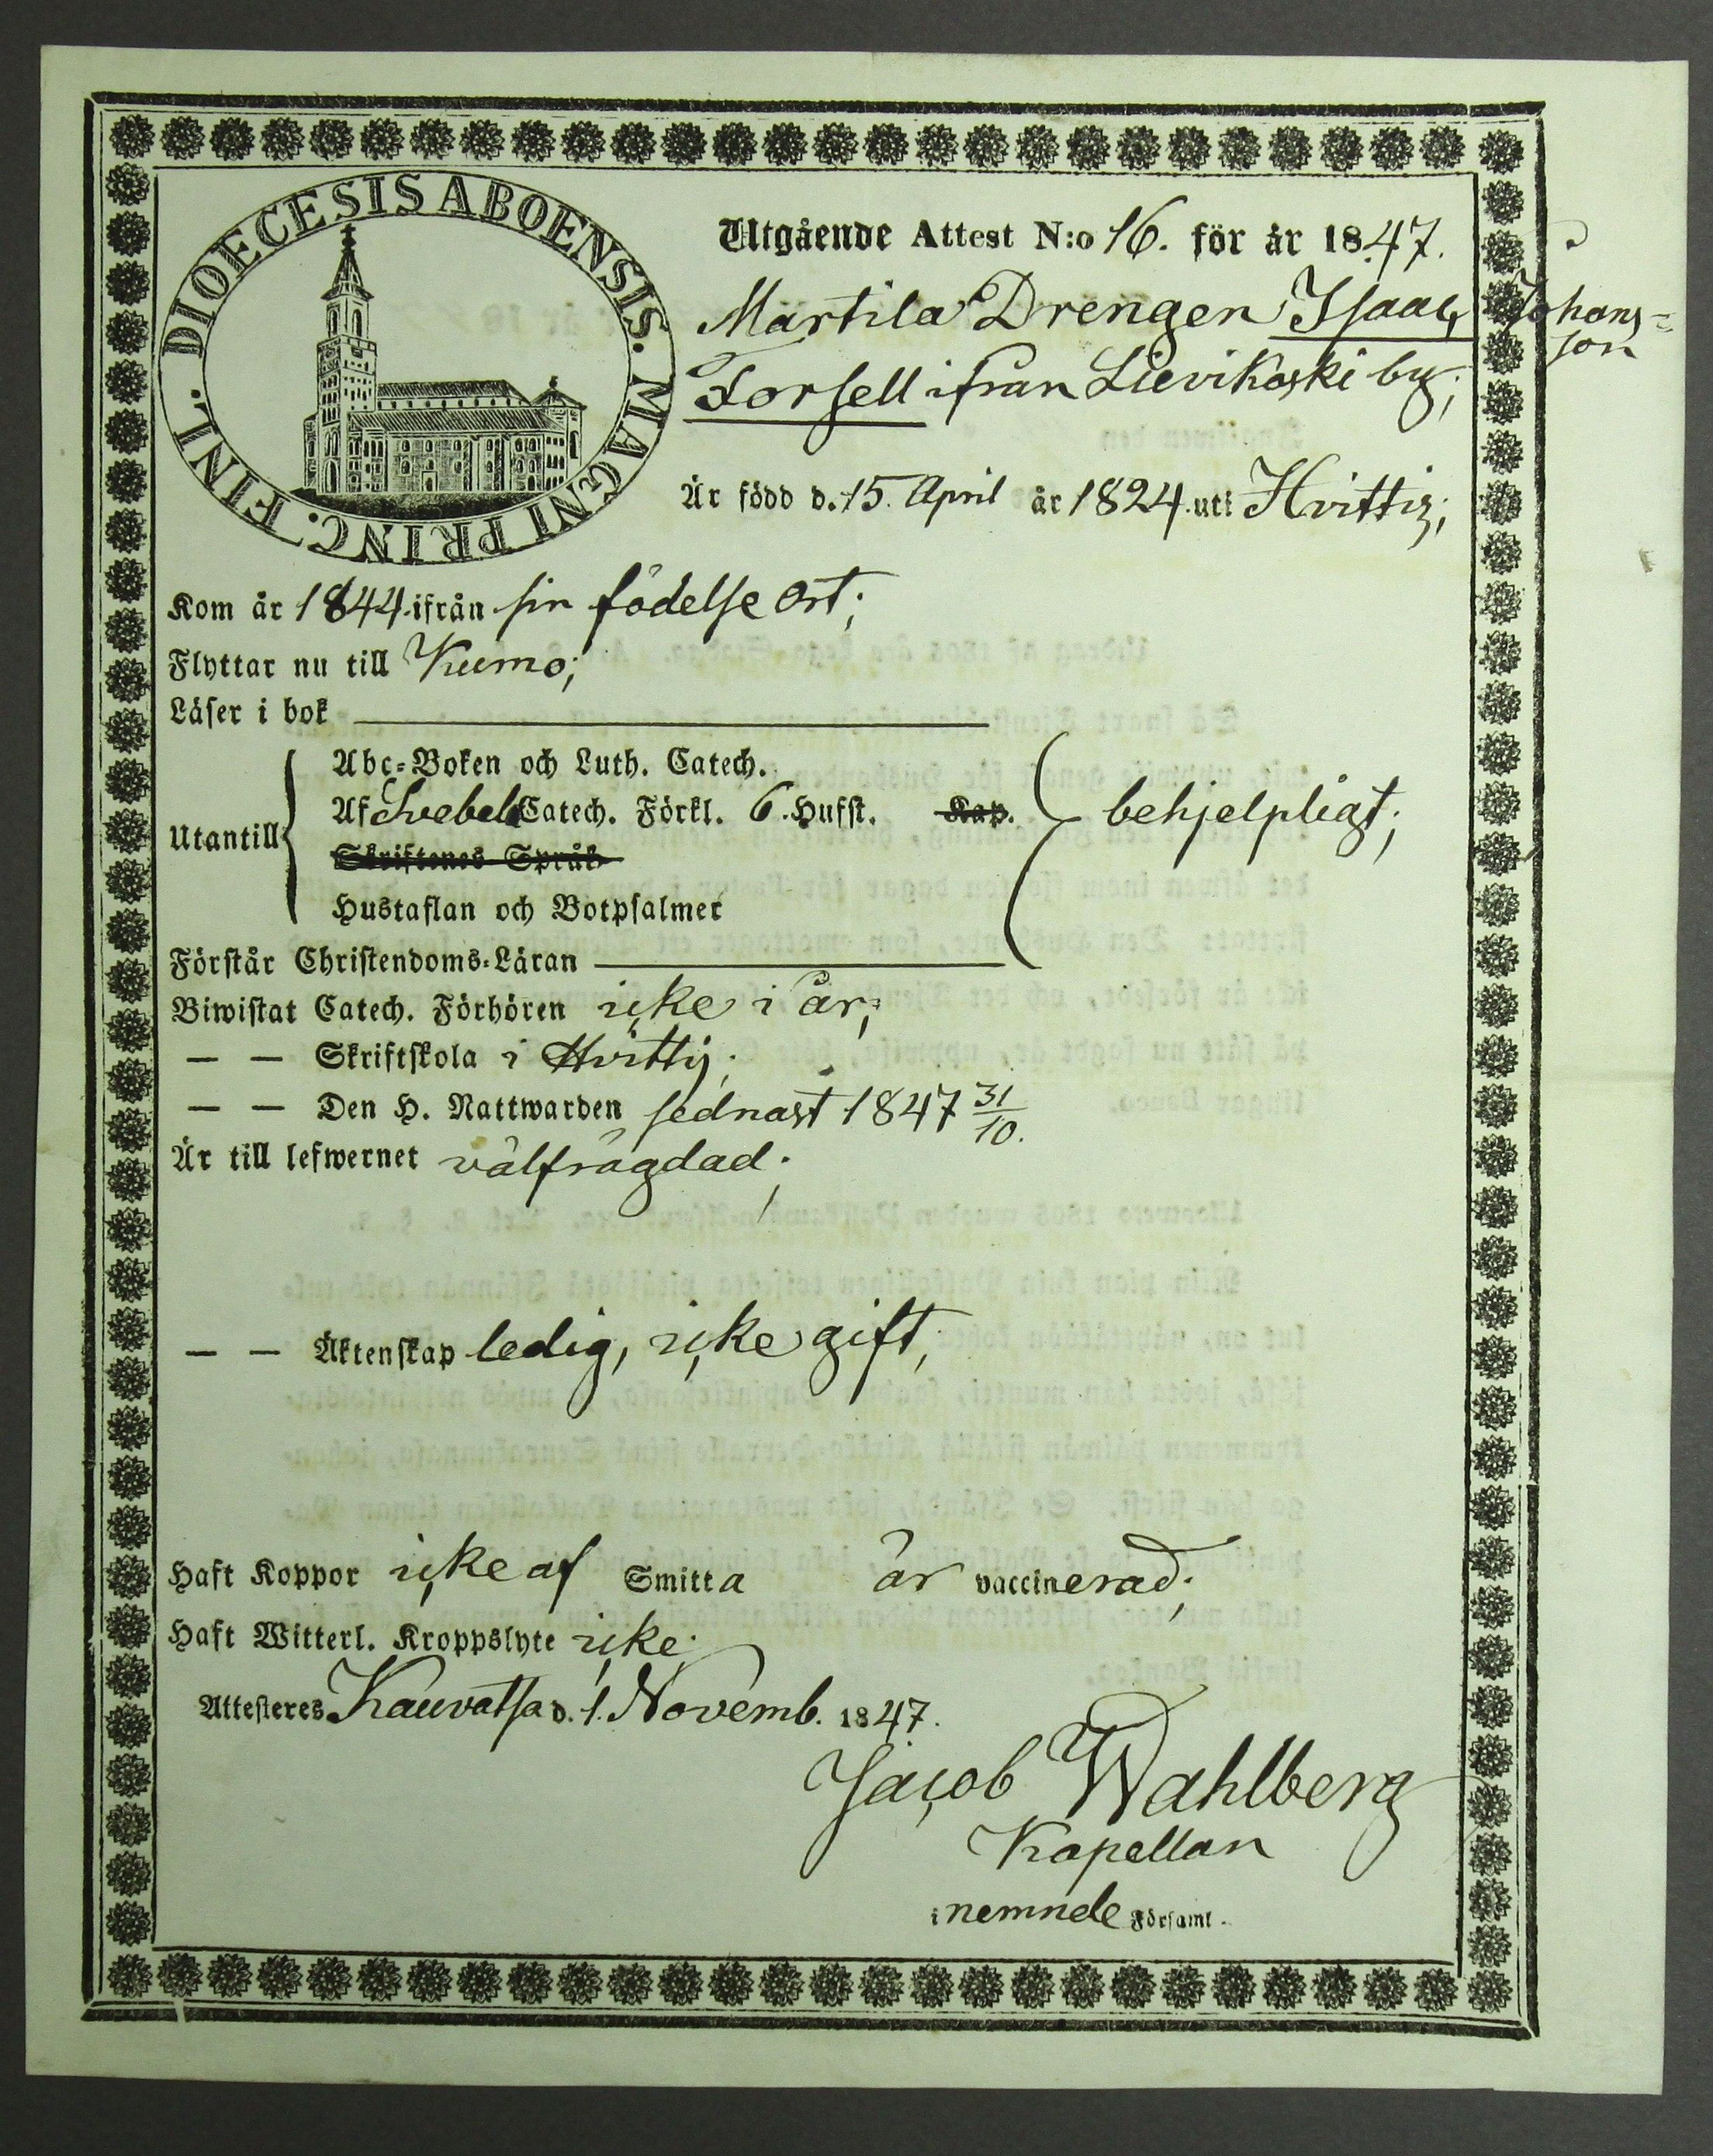 DIOECESIS ABOENSIS. MAGNI PRINC. FINL.
Utgående Attest N:o 16. för år 1847.
Martila Drengen Isaac Johans=
son
Forsell ifrån Lievikoski by;
Är född d. 15. April år 1824. uti Hvittis;
Kom år 1844 ifrån sin födelse ort;
Flyttar nu till Kumo;
Läser i bok
Utantill
Abc=Boken och Luth. Catech.
Af Svebel. Catech. Förkl. 6. Hufst. Kap. behjelpligt;
Skriftenes Språk
Hustaflan och Botpsalmer
Förstår Christendoms=Läran
Biwistat Catech. Förhören icke i år;
— — Skriftskola i Hvittis;
— — Den H. Nattwarden sednast 1847 31/10.
Är till lefwernet välfrägdad;
— — Äktenskap ledig, icke gift;
Haft Koppor icke af Smitta är vaccinerad;
Haft Witterl. Kroppslyte icke;
Attesteres Kauvatsa d. 1. Novemb. 1847.
Jacob Wahlberg
Kapellan
i nemnde Församl.